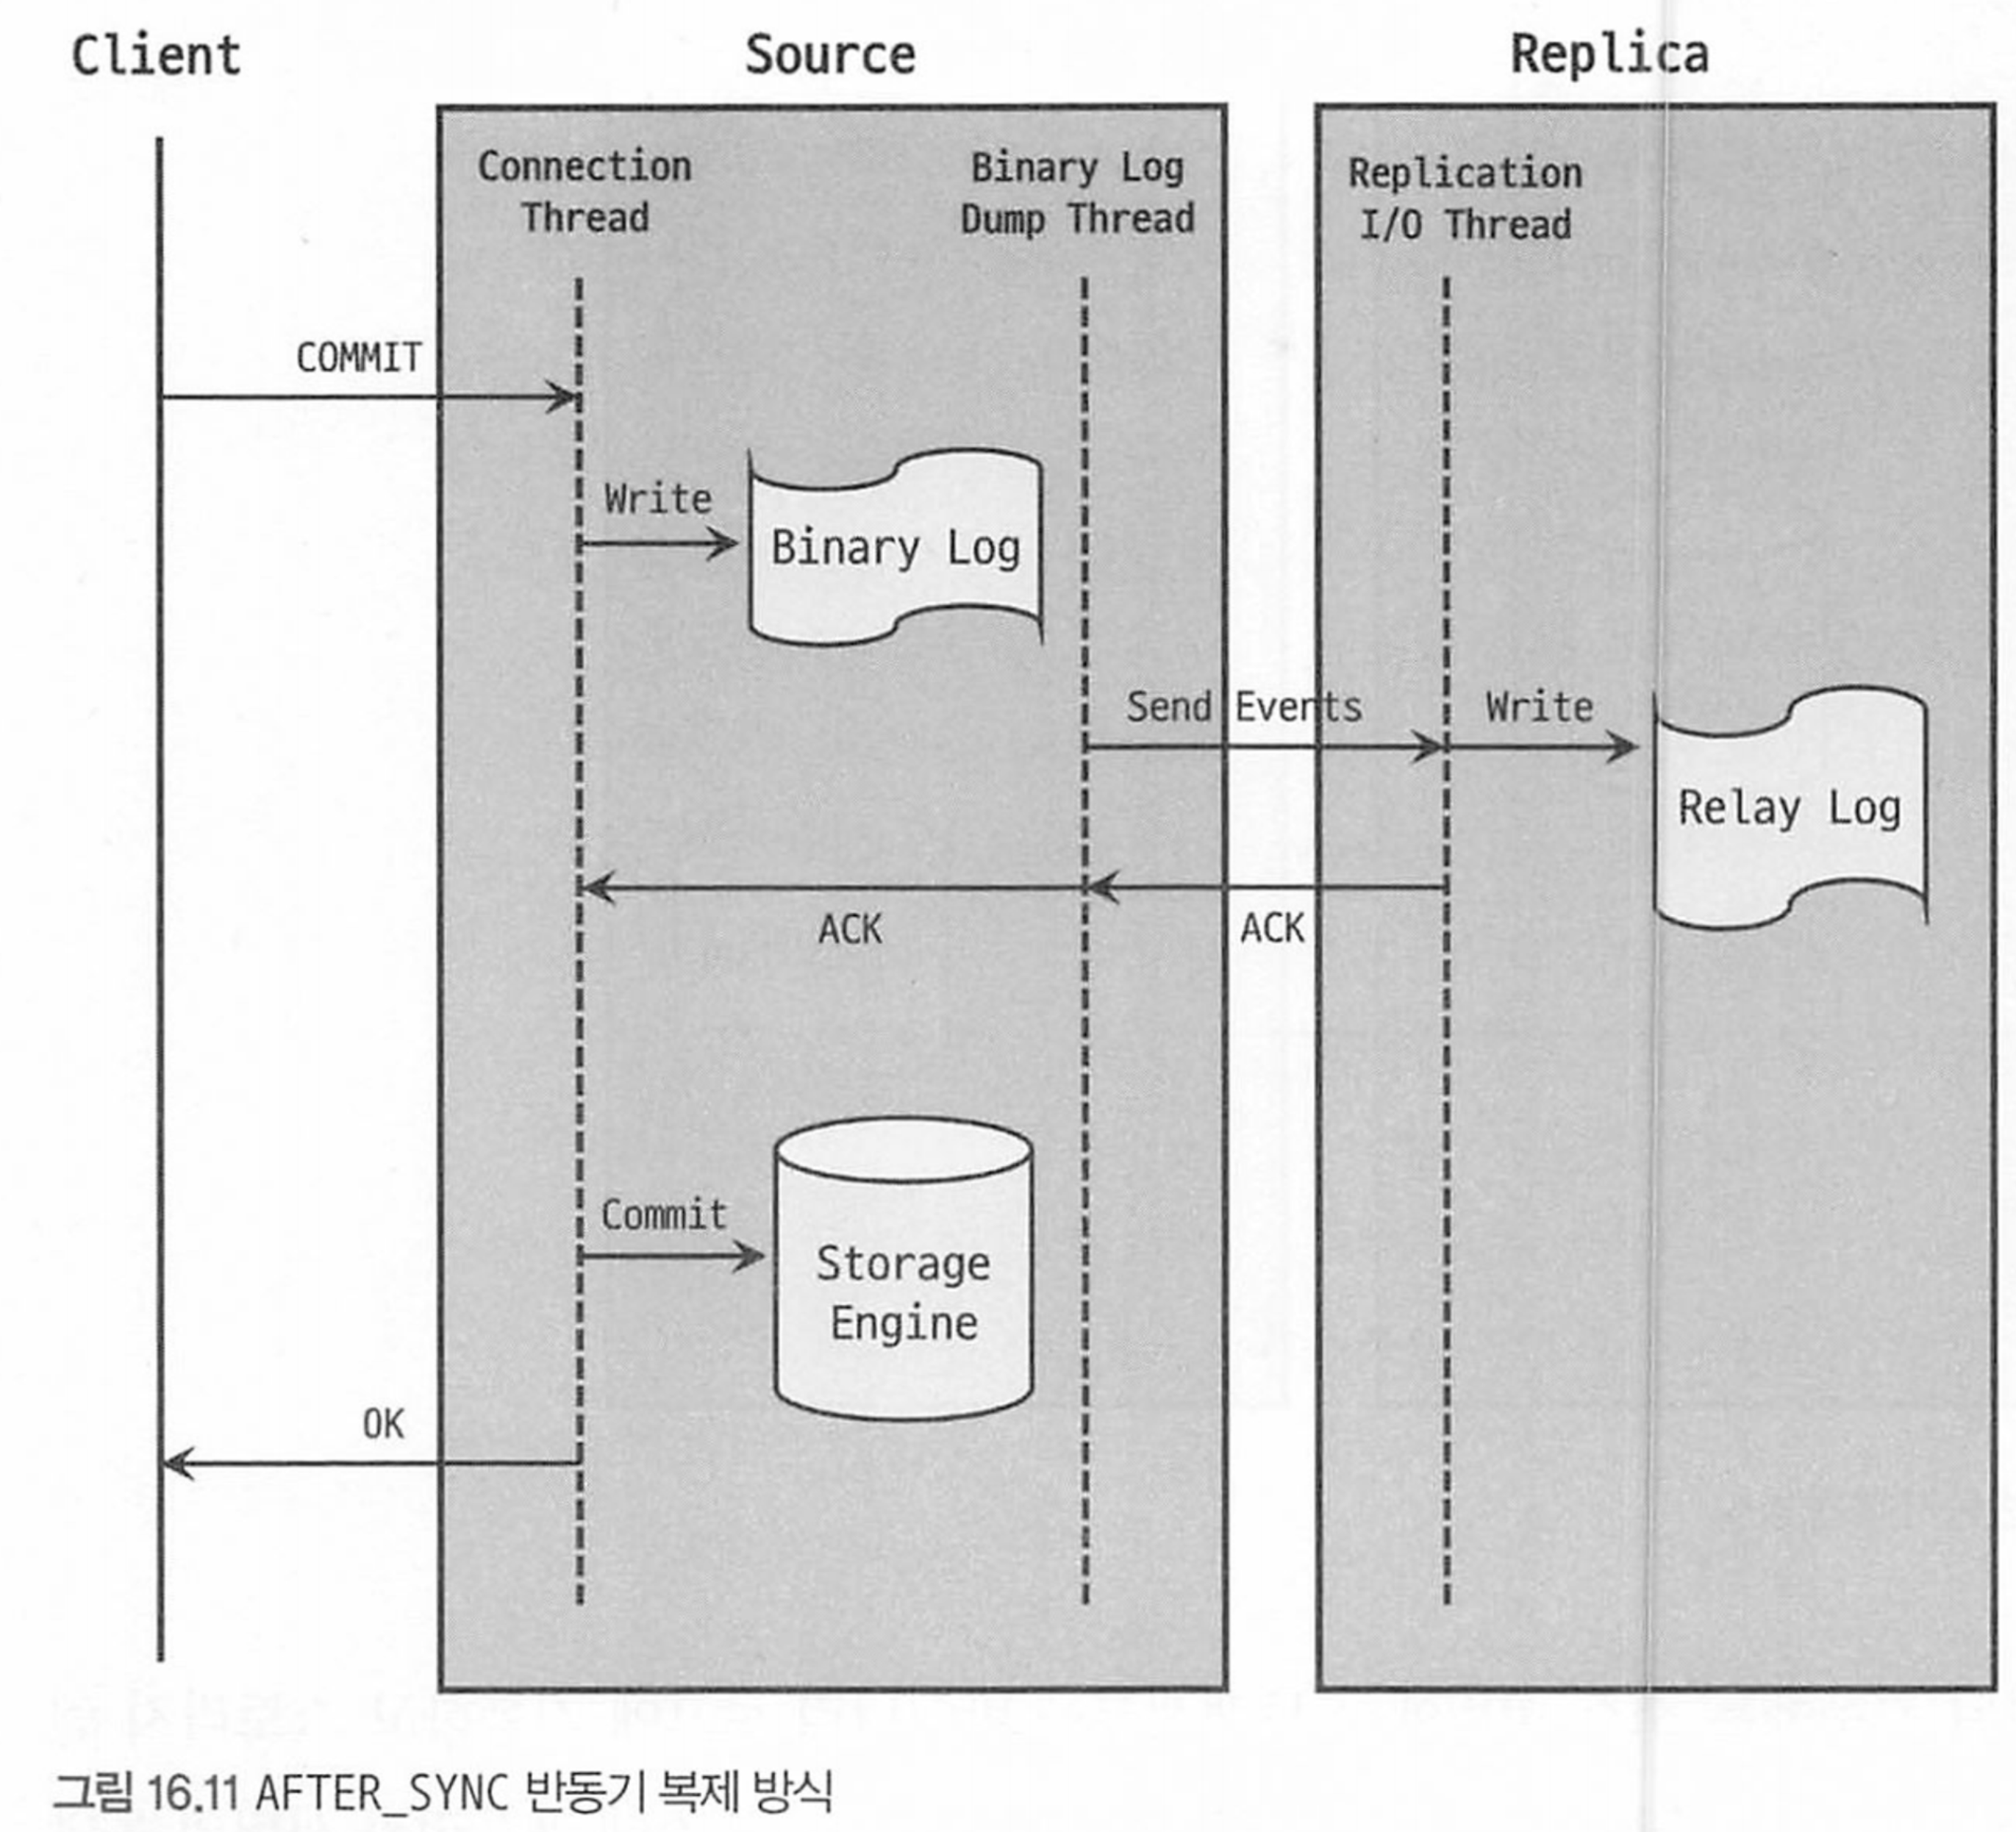 Client
Source
Replica
Connection
Thread
Binary Log
Dump Thread
Replication
I/O Thread
COMMIT
Write
Binary Log
Send Events
Write
Relay Log
ACK
ACK
Commit
Storage
Engine
OK
그림 16.11 AFTER_SYNC 반동기 복제 방식